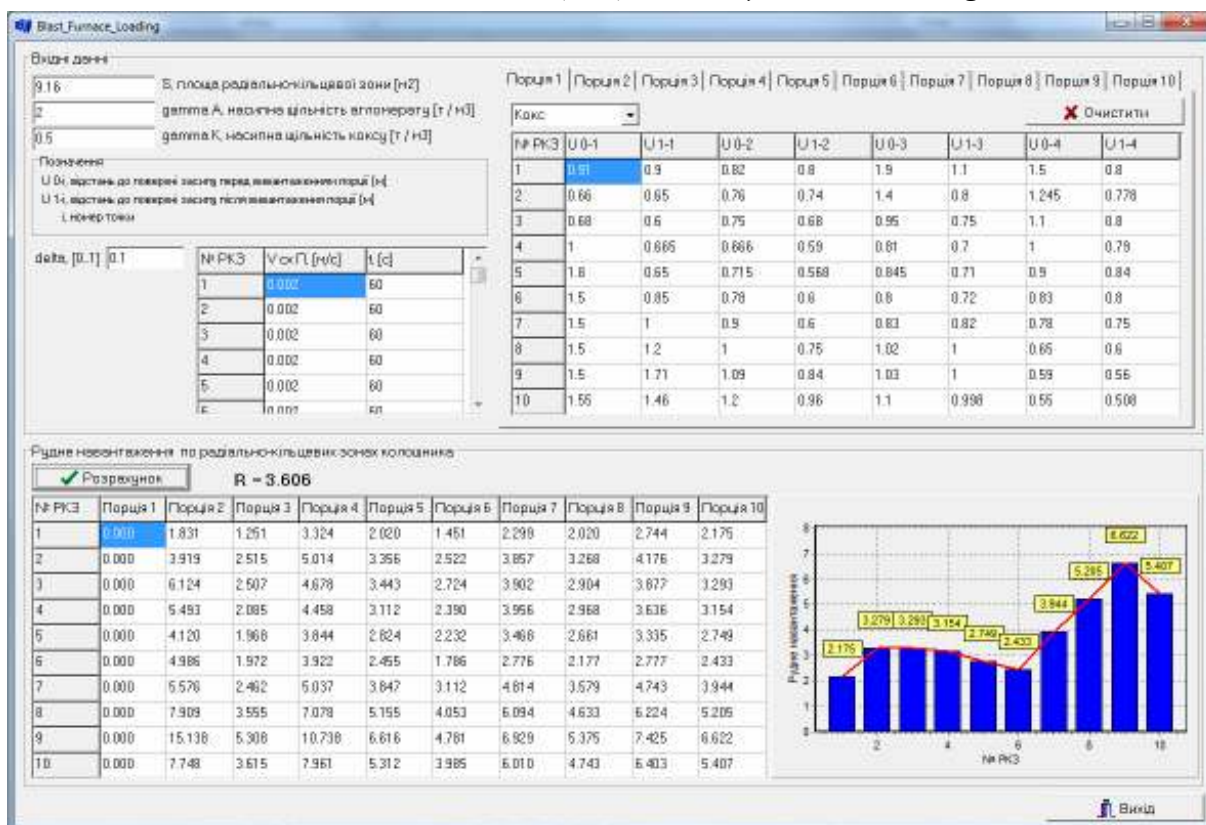 Blast_Furnace_Loading
Вхідні данні
9.16 S, площа радіально-кільцевої зони [м2]
2 gamma A, насипна щільність агломерату [т / м3]
0.5 gamma K, насипна щільність коксу [т / м3]
Позначення
U 0-i, відстань до поверхні засипу перед вивантаженням порції [м]
U 1-i, відстань до поверхні засипу після вивантаження порції [м]
i, номер точки
delta, [0..1] 0.1
№ РКЗ V сх П, [м/с] t, [с]
1 0.002 60
2 0.002 60
3 0.002 60
4 0.002 60
5 0.002 60
6 0.002 60
Порція 1 Порція 2 Порція 3 Порція 4 Порція 5 Порція 6 Порція 7 Порція 8 Порція 9 Порція 10
Кокс Очистити
№ РКЗ U 0-1 U 1-1 U 0-2 U 1-2 U 0-3 U 1-3 U 0-4 U 1-4
1 0.91 0.9 0.82 0.8 1.9 1.1 1.5 0.8
2 0.66 0.65 0.76 0.74 1.4 0.8 1.245 0.778
3 0.68 0.6 0.75 0.68 0.95 0.75 1.1 0.8
4 1 0.665 0.666 0.59 0.81 0.7 1 0.79
5 1.8 0.65 0.715 0.568 0.845 0.71 0.9 0.84
6 1.5 0.85 0.78 0.6 0.8 0.72 0.83 0.8
7 1.5 1 0.9 0.6 0.83 0.82 0.78 0.75
8 1.5 1.2 1 0.75 1.02 1 0.65 0.6
9 1.5 1.71 1.09 0.84 1.03 1 0.59 0.56
10 1.55 1.46 1.2 0.96 1.1 0.998 0.55 0.508
Рудне навантаження по радіально-кільцевих зонах колошника
Розрахунок R = 3.606
№ РКЗ Порція 1 Порція 2 Порція 3 Порція 4 Порція 5 Порція 6 Порція 7 Порція 8 Порція 9 Порція 10
1 0.000 1.831 1.251 3.324 2.020 1.451 2.299 2.020 2.744 2.175
2 0.000 3.919 2.515 5.014 3.356 2.522 3.857 3.268 4.176 3.279
3 0.000 6.124 2.507 4.678 3.443 2.724 3.902 2.904 3.877 3.293
4 0.000 5.493 2.085 4.458 3.112 2.390 3.956 2.968 3.636 3.154
5 0.000 4.120 1.968 3.844 2.824 2.232 3.468 2.661 3.335 2.749
6 0.000 4.986 1.972 3.922 2.455 1.786 2.776 2.177 2.777 2.433
7 0.000 5.576 2.462 5.037 3.847 3.112 4.814 3.579 4.743 3.944
8 0.000 7.909 3.555 7.078 5.155 4.053 6.094 4.633 6.224 5.205
9 0.000 15.138 5.308 10.738 6.616 4.781 6.929 5.375 7.425 6.622
10 0.000 7.748 3.615 7.961 5.312 3.985 6.010 4.743 6.403 5.407
Рудне навантаження
8
7
6
5
4
3
2
1
0
2.175 3.279 3.293 3.154 2.749 2.433 3.944 5.205 6.622 5.407
2 4 6 8 10
№ РКЗ
Вихід